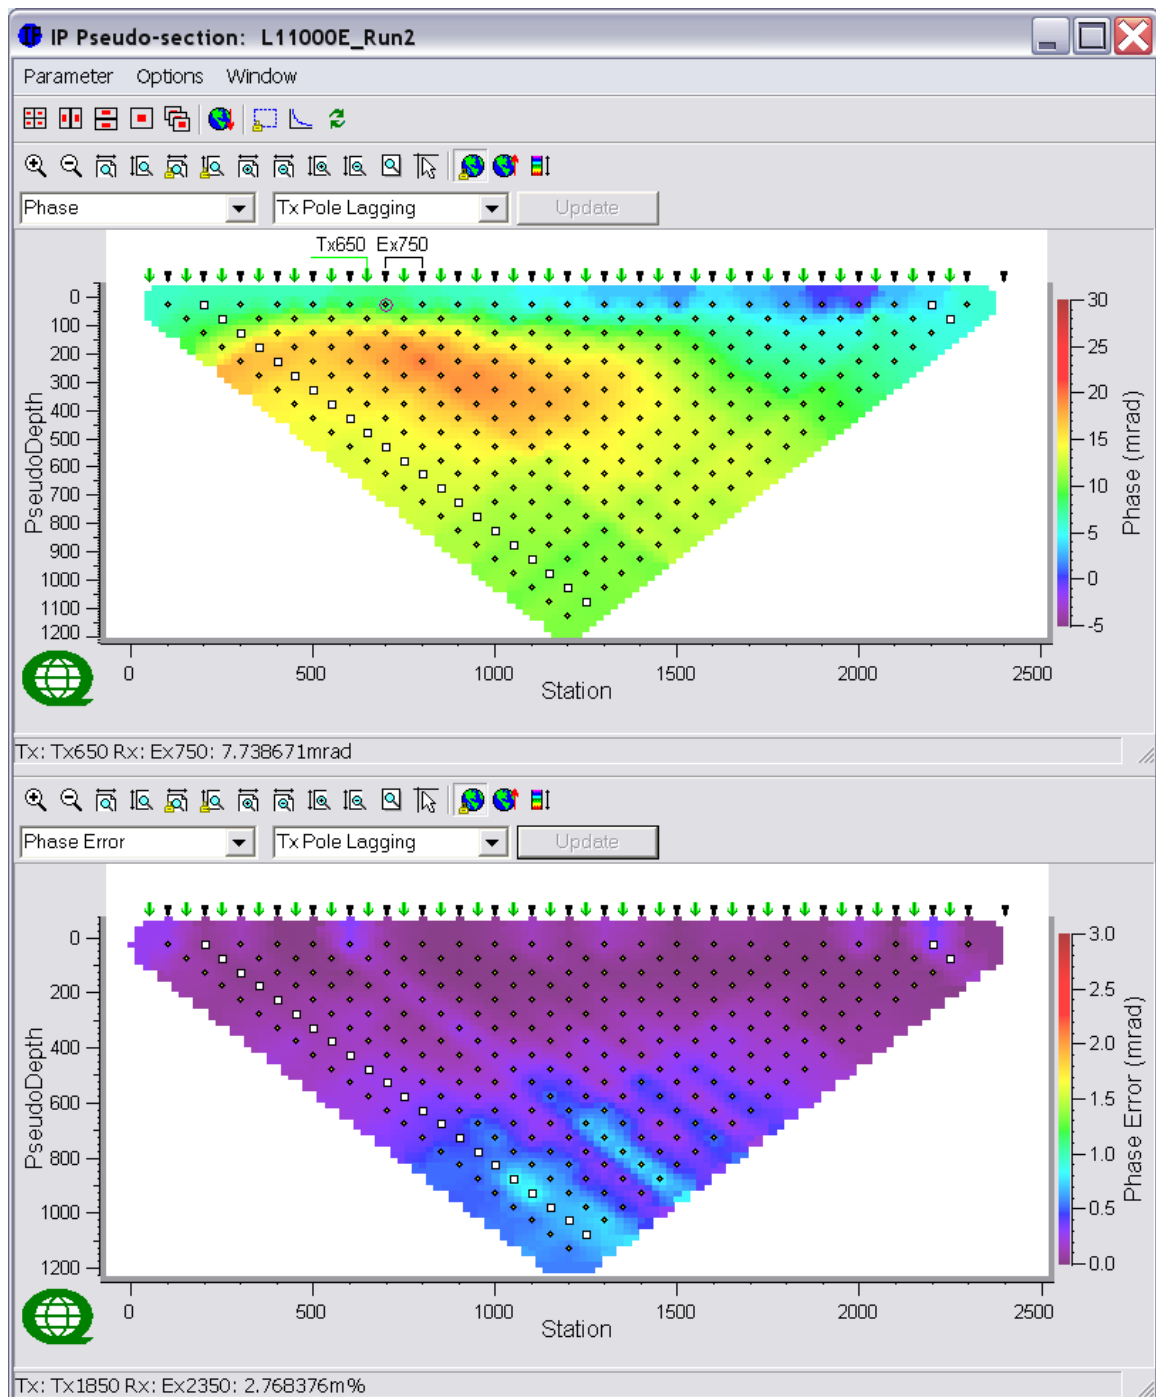 IP Pseudo-section: L11000E_Run2
Parameter Options Window
Phase Tx Pole Lagging Update
Tx650 Ex750
0
100
200
300
400
500
600
700
800
900
1000
1100
1200
PseudoDepth
30
25
20
15
10
5
0
-5
Phase (mrad)
0 500 1000 1500 2000 2500
Station
Tx: Tx650 Rx: Ex750: 7.738671mrad
Phase Error Tx Pole Lagging Update
0
200
400
600
800
1000
1200
PseudoDepth
3.0
2.5
2.0
1.5
1.0
0.5
0.0
Phase Error (mrad)
0 500 1000 1500 2000 2500
Station
Tx: Tx1850 Rx: Ex2350: 2.768376m%